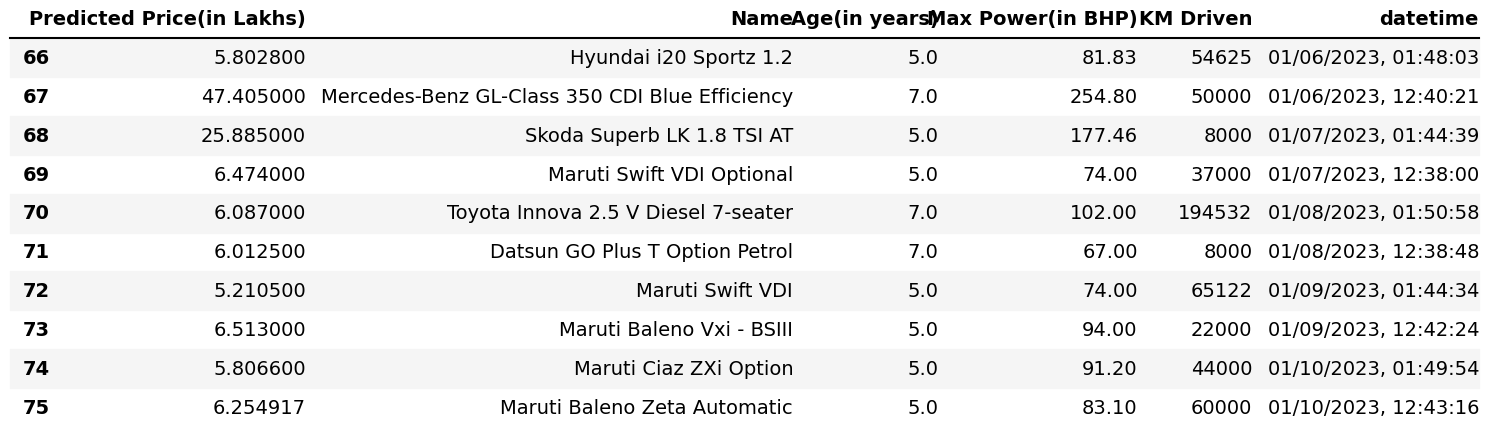 Predicted Price(in Lakhs) Name Age(in years) Max Power(in BHP) KM Driven datetime
66 5.802800 Hyundai i20 Sportz 1.2 5.0 81.83 54625 01/06/2023, 01:48:03
67 47.405000 Mercedes-Benz GL-Class 350 CDI Blue Efficiency 7.0 254.80 50000 01/06/2023, 12:40:21
68 25.885000 Skoda Superb LK 1.8 TSI AT 5.0 177.46 8000 01/07/2023, 01:44:39
69 6.474000 Maruti Swift VDI Optional 5.0 74.00 37000 01/07/2023, 12:38:00
70 6.087000 Toyota Innova 2.5 V Diesel 7-seater 7.0 102.00 194532 01/08/2023, 01:50:58
71 6.012500 Datsun GO Plus T Option Petrol 7.0 67.00 8000 01/08/2023, 12:38:48
72 5.210500 Maruti Swift VDI 5.0 74.00 65122 01/09/2023, 01:44:34
73 6.513000 Maruti Baleno Vxi - BSIII 5.0 94.00 22000 01/09/2023, 12:42:24
74 5.806600 Maruti Ciaz ZXi Option 5.0 91.20 44000 01/10/2023, 01:49:54
75 6.254917 Maruti Baleno Zeta Automatic 5.0 83.10 60000 01/10/2023, 12:43:16